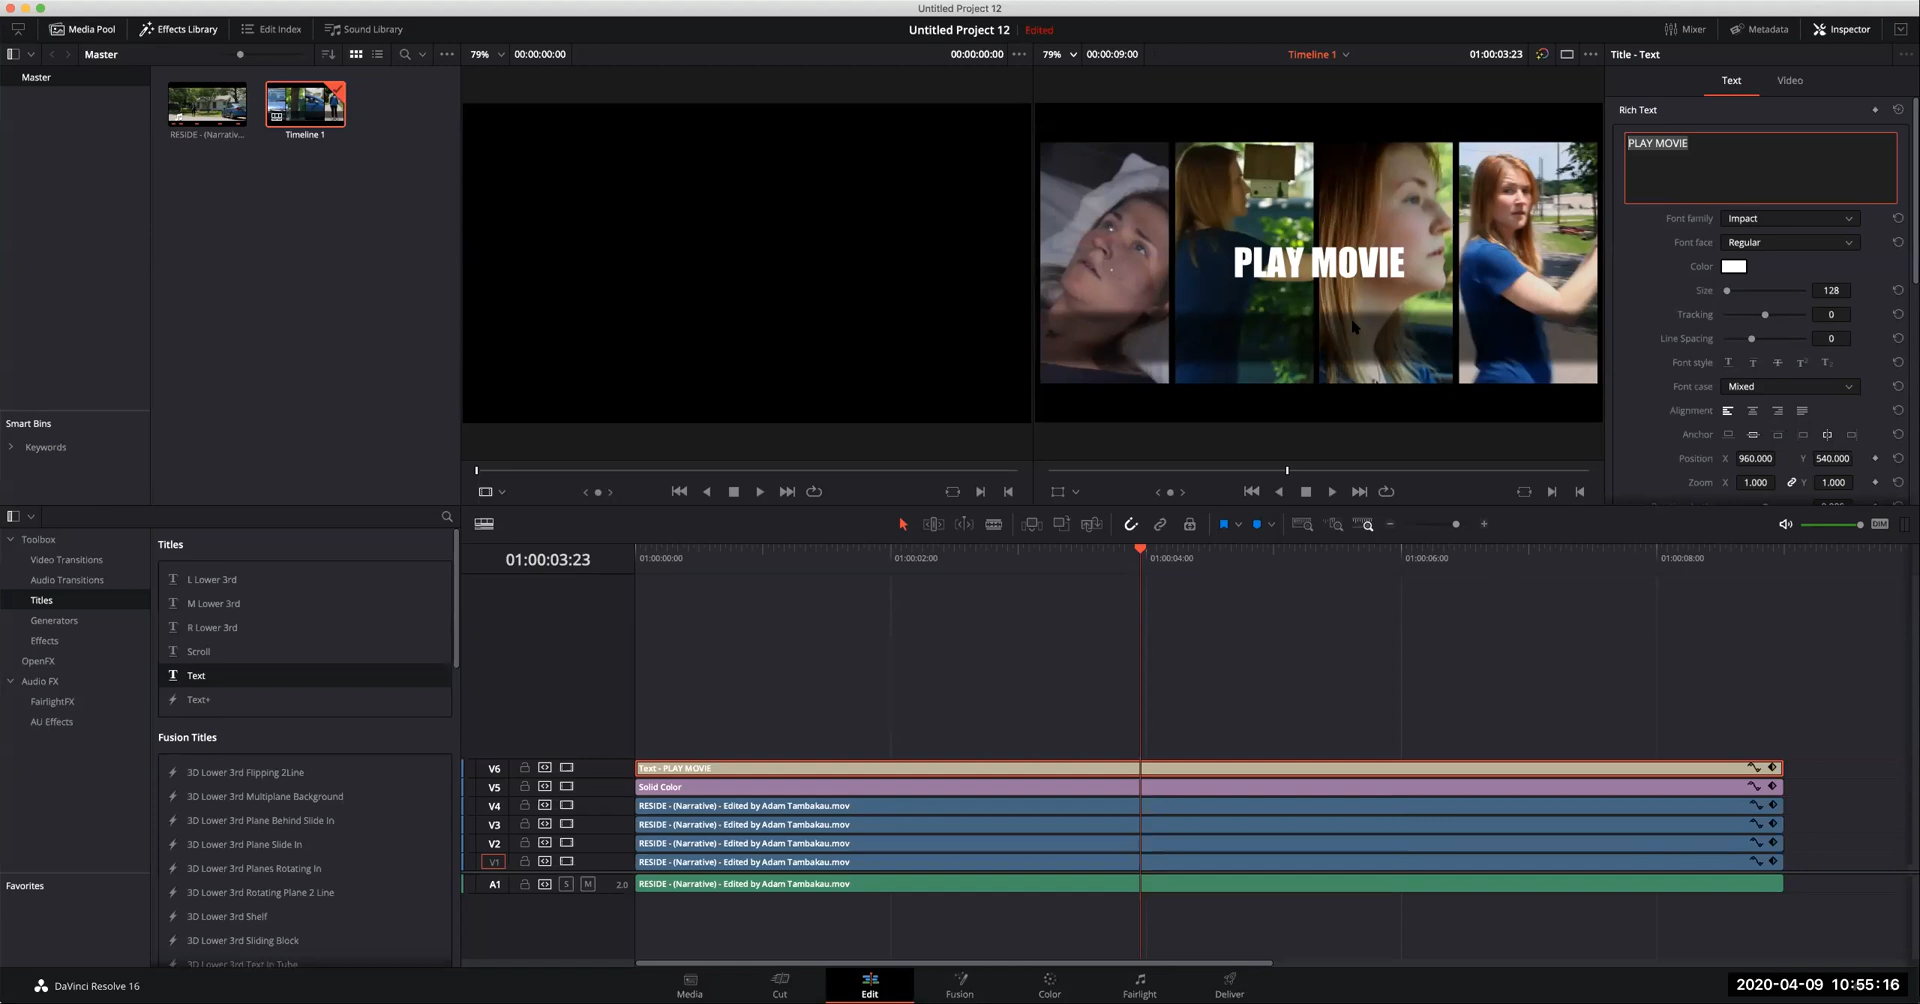 Untitled Project 12
Media Pool
Effects Library
Edit Index
Sound Library
Untitled Project 12
Edited
Mixer
Metadata
Inspector
Master
79%
00:00:00:00
00:00:00:00
79%
00:00:09:00
Timeline 1
01:00:03:23
Title - Text
Master
RESIDE - (Narrativ...
Timeline 1
Text
Video
Rich Text
PLAY MOVIE
PLAY MOVIE
Font family
Impact
Font face
Regular
Color
Size
128
Tracking
0
Line Spacing
0
Font style
Font case
Mixed
Alignment
Anchor
Position X 960.000 Y 540.000
Zoom X 1.000 Y 1.000
Smart Bins
Keywords
Toolbox
Video Transitions
Audio Transitions
Titles
Generators
Effects
OpenFX
Audio FX
FairlightFX
AU Effects
Favorites
Titles
L Lower 3rd
M Lower 3rd
R Lower 3rd
Scroll
Text
Text+
Fusion Titles
3D Lower 3rd Flipping 2Line
3D Lower 3rd Multiplane Background
3D Lower 3rd Plane Behind Slide In
3D Lower 3rd Plane Slide In
3D Lower 3rd Planes Rotating In
3D Lower 3rd Rotating Plane 2 Line
3D Lower 3rd Shelf
3D Lower 3rd Sliding Block
3D Lower 3rd Text In Tube
DIM
01:00:03:23
01:00:00:00
01:00:02:00
01:00:04:00
01:00:06:00
01:00:08:00
V6
Text - PLAY MOVIE
V5
Solid Color
V4
RESIDE - (Narrative) - Edited by Adam Tambakau.mov
V3
RESIDE - (Narrative) - Edited by Adam Tambakau.mov
V2
RESIDE - (Narrative) - Edited by Adam Tambakau.mov
V1
RESIDE - (Narrative) - Edited by Adam Tambakau.mov
A1
S
M
2.0
RESIDE - (Narrative) - Edited by Adam Tambakau.mov
DaVinci Resolve 16
Media
Cut
Edit
Fusion
Color
Fairlight
Deliver
2020-04-09 10:55:16